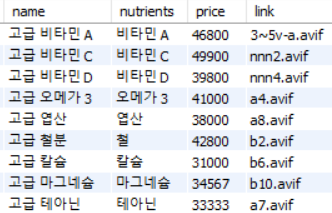 name nutrients price link
고급 비타민 A 비타민 A 46800 3~5v-a.avif
고급 비타민 C 비타민 C 49900 nnn2.avif
고급 비타민 D 비타민 D 39800 nnn4.avif
고급 오메가 3 오메가 3 41000 a4.avif
고급 엽산 엽산 38000 a8.avif
고급 철분 철 42800 b2.avif
고급 칼슘 칼슘 31000 b6.avif
고급 마그네슘 마그네슘 34567 b10.avif
고급 테아닌 테아닌 33333 a7.avif